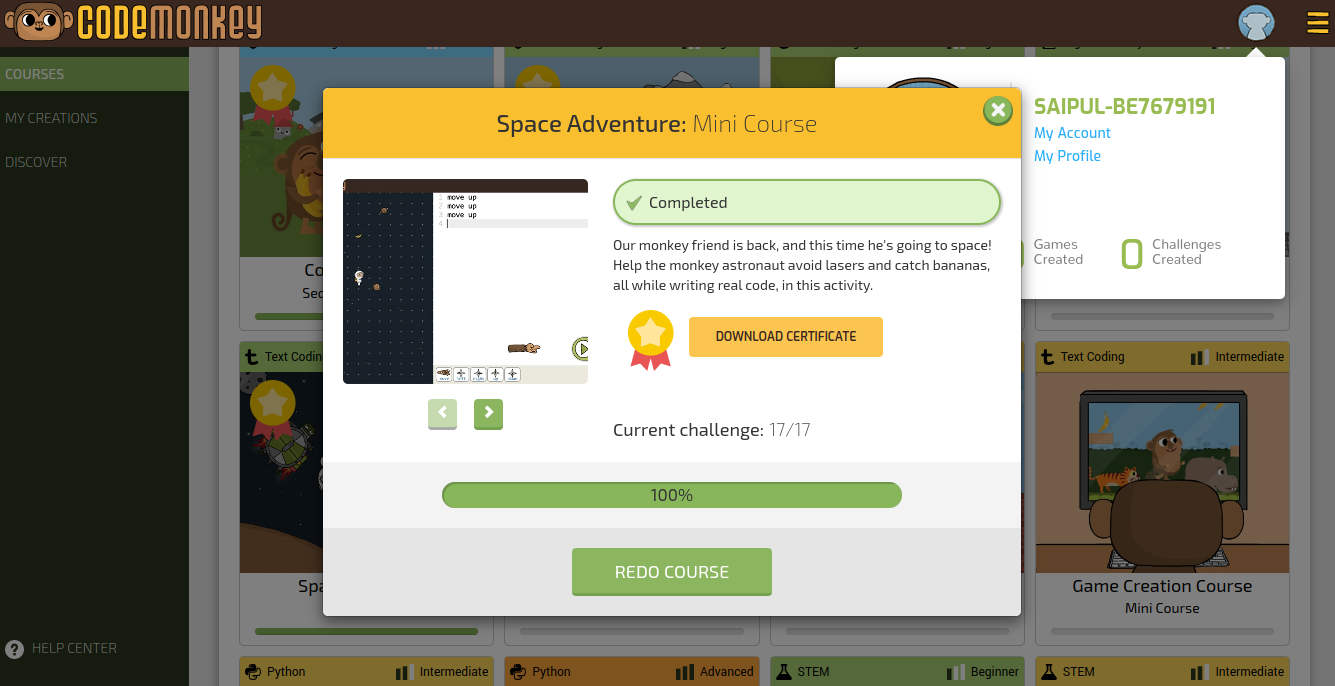 CODEMONKEY
COURSES
MY CREATIONS
DISCOVER
HELP CENTER
SAIPUL-BE7679191
My Account
My Profile
Games
Created
0 Challenges
Created
Space Adventure: Mini Course
1 move up
2 move up
3 move up
4
Completed
Our monkey friend is back, and this time he's going to space!
Help the monkey astronaut avoid lasers and catch bananas,
all while writing real code, in this activity.
DOWNLOAD CERTIFICATE
Current challenge: 17/17
100%
REDO COURSE
Co
Sec
Text Coding
Spa
Text Coding Intermediate
Game Creation Course
Mini Course
Python Intermediate
Python Advanced
STEM Beginner
STEM Intermediate